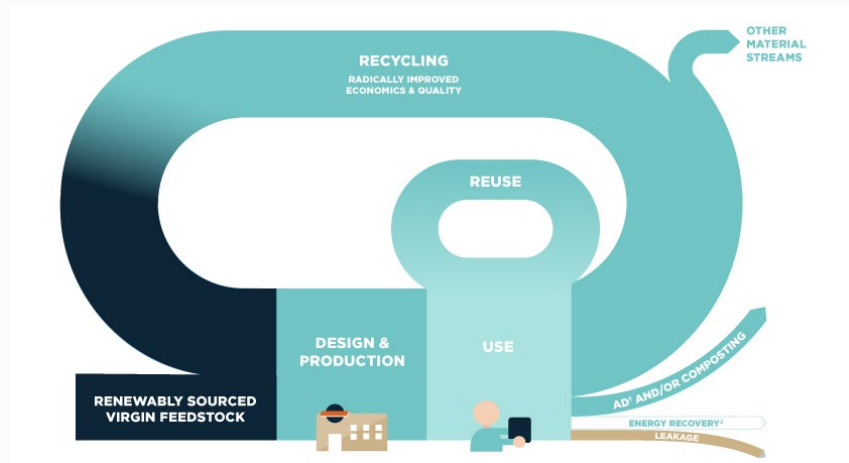 OTHER
MATERIAL
STREAMS
RECYCLING
RADICALLY IMPROVED
ECONOMICS & QUALITY
REUSE
DESIGN &
PRODUCTION
USE
RENEWABLY SOURCED
VIRGIN FEEDSTOCK
AD¹ AND/OR COMPOSTING
ENERGY RECOVERY²
LEAKAGE